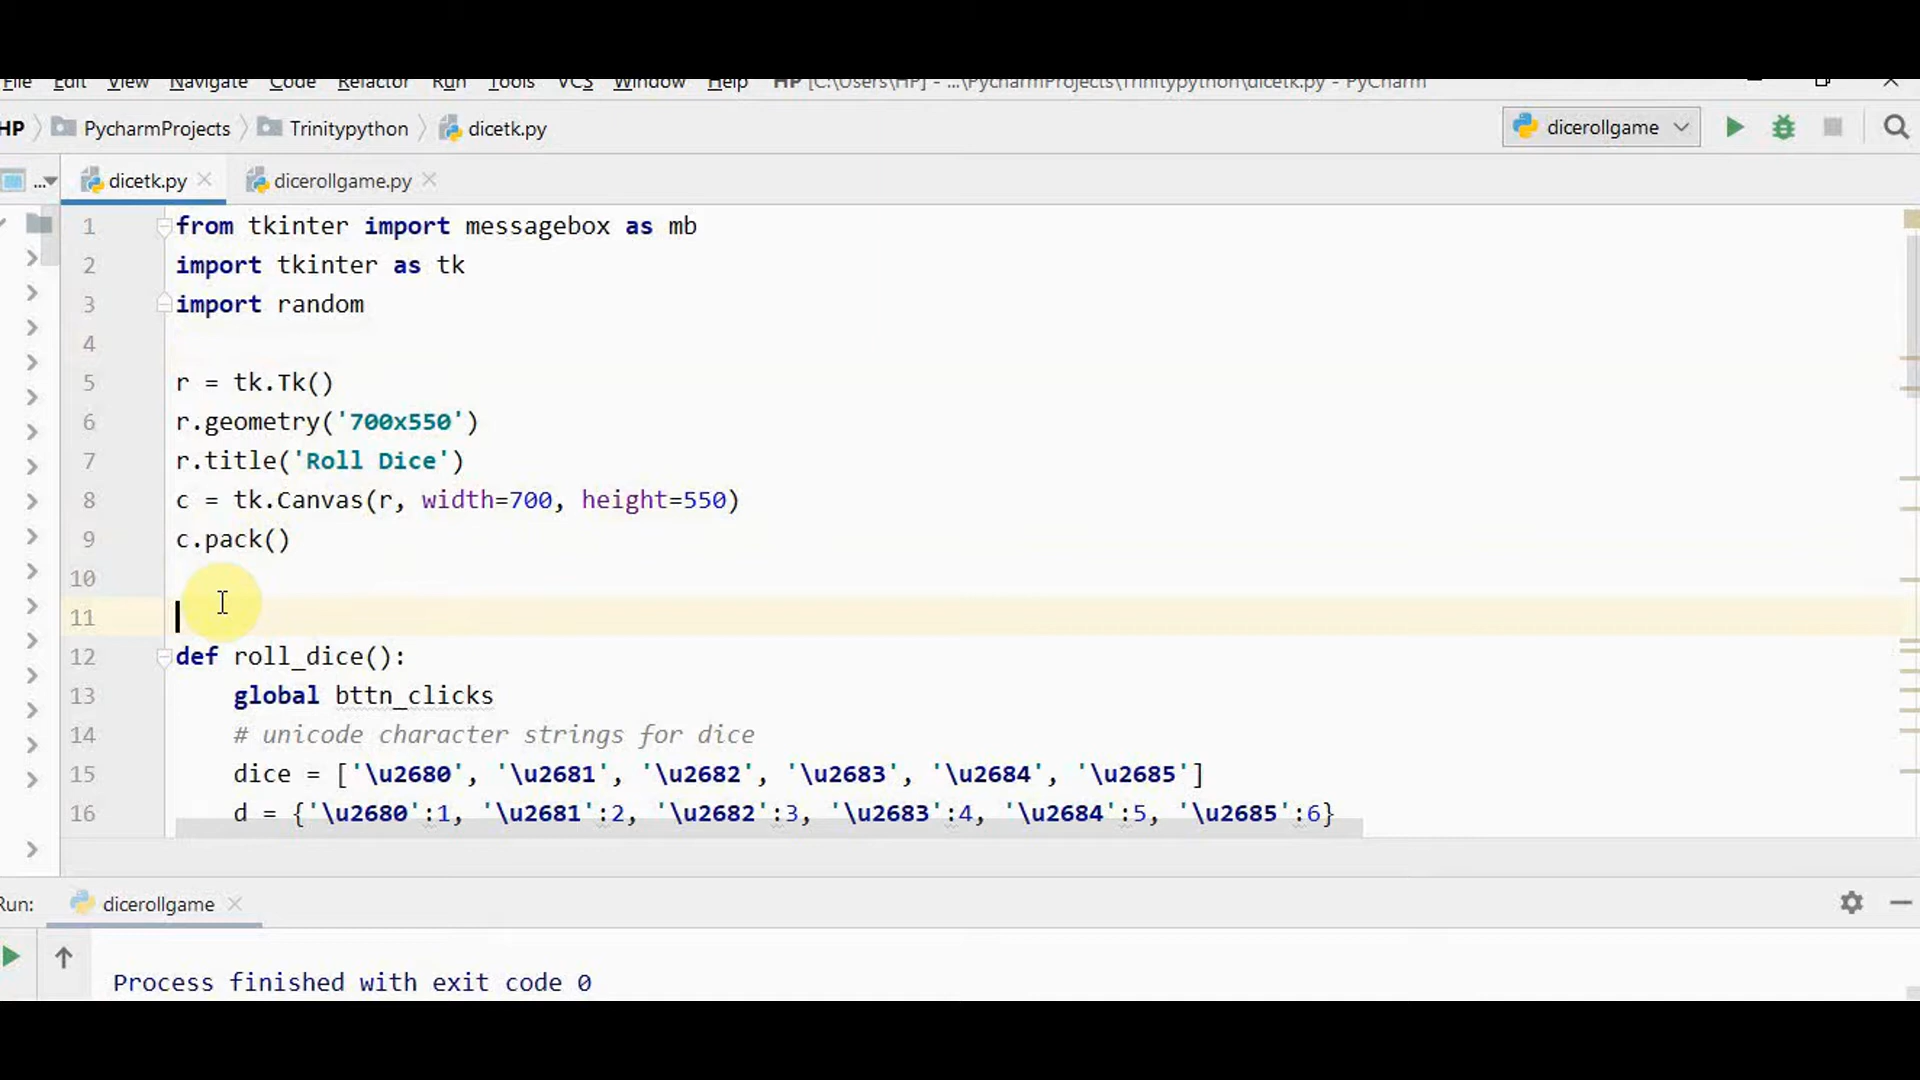 File Edit View Navigate Code Refactor Run Tools VCS Window Help HP [C:\Users\HP] - ...\PycharmProjects\Trinitypython\dicetk.py - PyCharm
HP PycharmProjects Trinitypython dicetk.py dicerollgame
... dicetk.py dicerollgame.py
1 from tkinter import messagebox as mb
2 import tkinter as tk
3 import random
4
5 r = tk.Tk()
6 r.geometry('700x550')
7 r.title('Roll Dice')
8 c = tk.Canvas(r, width=700, height=550)
9 c.pack()
10
11
12 def roll_dice():
13 global bttn_clicks
14 # unicode character strings for dice
15 dice = ['\u2680', '\u2681', '\u2682', '\u2683', '\u2684', '\u2685']
16 d = {'\u2680':1, '\u2681':2, '\u2682':3, '\u2683':4, '\u2684':5, '\u2685':6}
Run: dicerollgame
Process finished with exit code 0